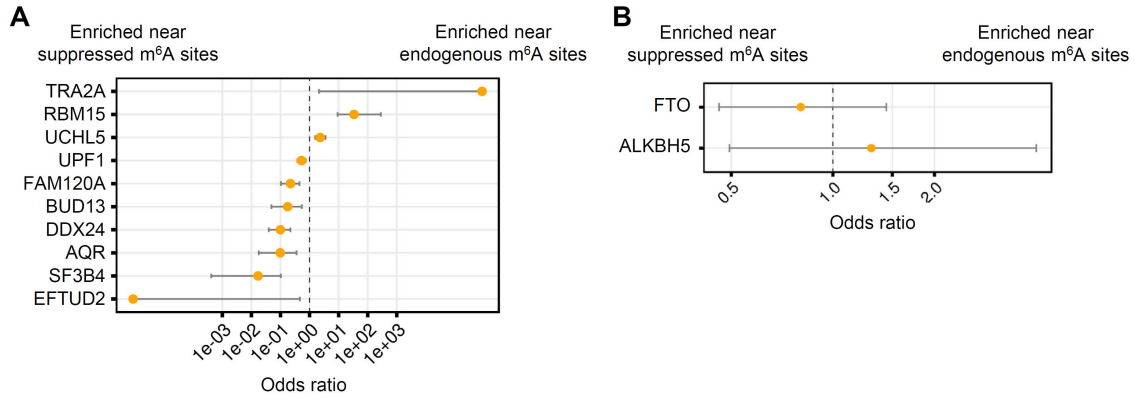 A
Enriched near
suppressed m⁶A sites
Enriched near
endogenous m⁶A sites
TRA2A
RBM15
UCHL5
UPF1
FAM120A
BUD13
DDX24
AQR
SF3B4
EFTUD2
1e-03
1e-02
1e-01
1e+00
1e+01
1e+02
1e+03
Odds ratio
B
Enriched near
suppressed m⁶A sites
Enriched near
endogenous m⁶A sites
FTO
ALKBH5
0.5
1.0
1.5
2.0
Odds ratio